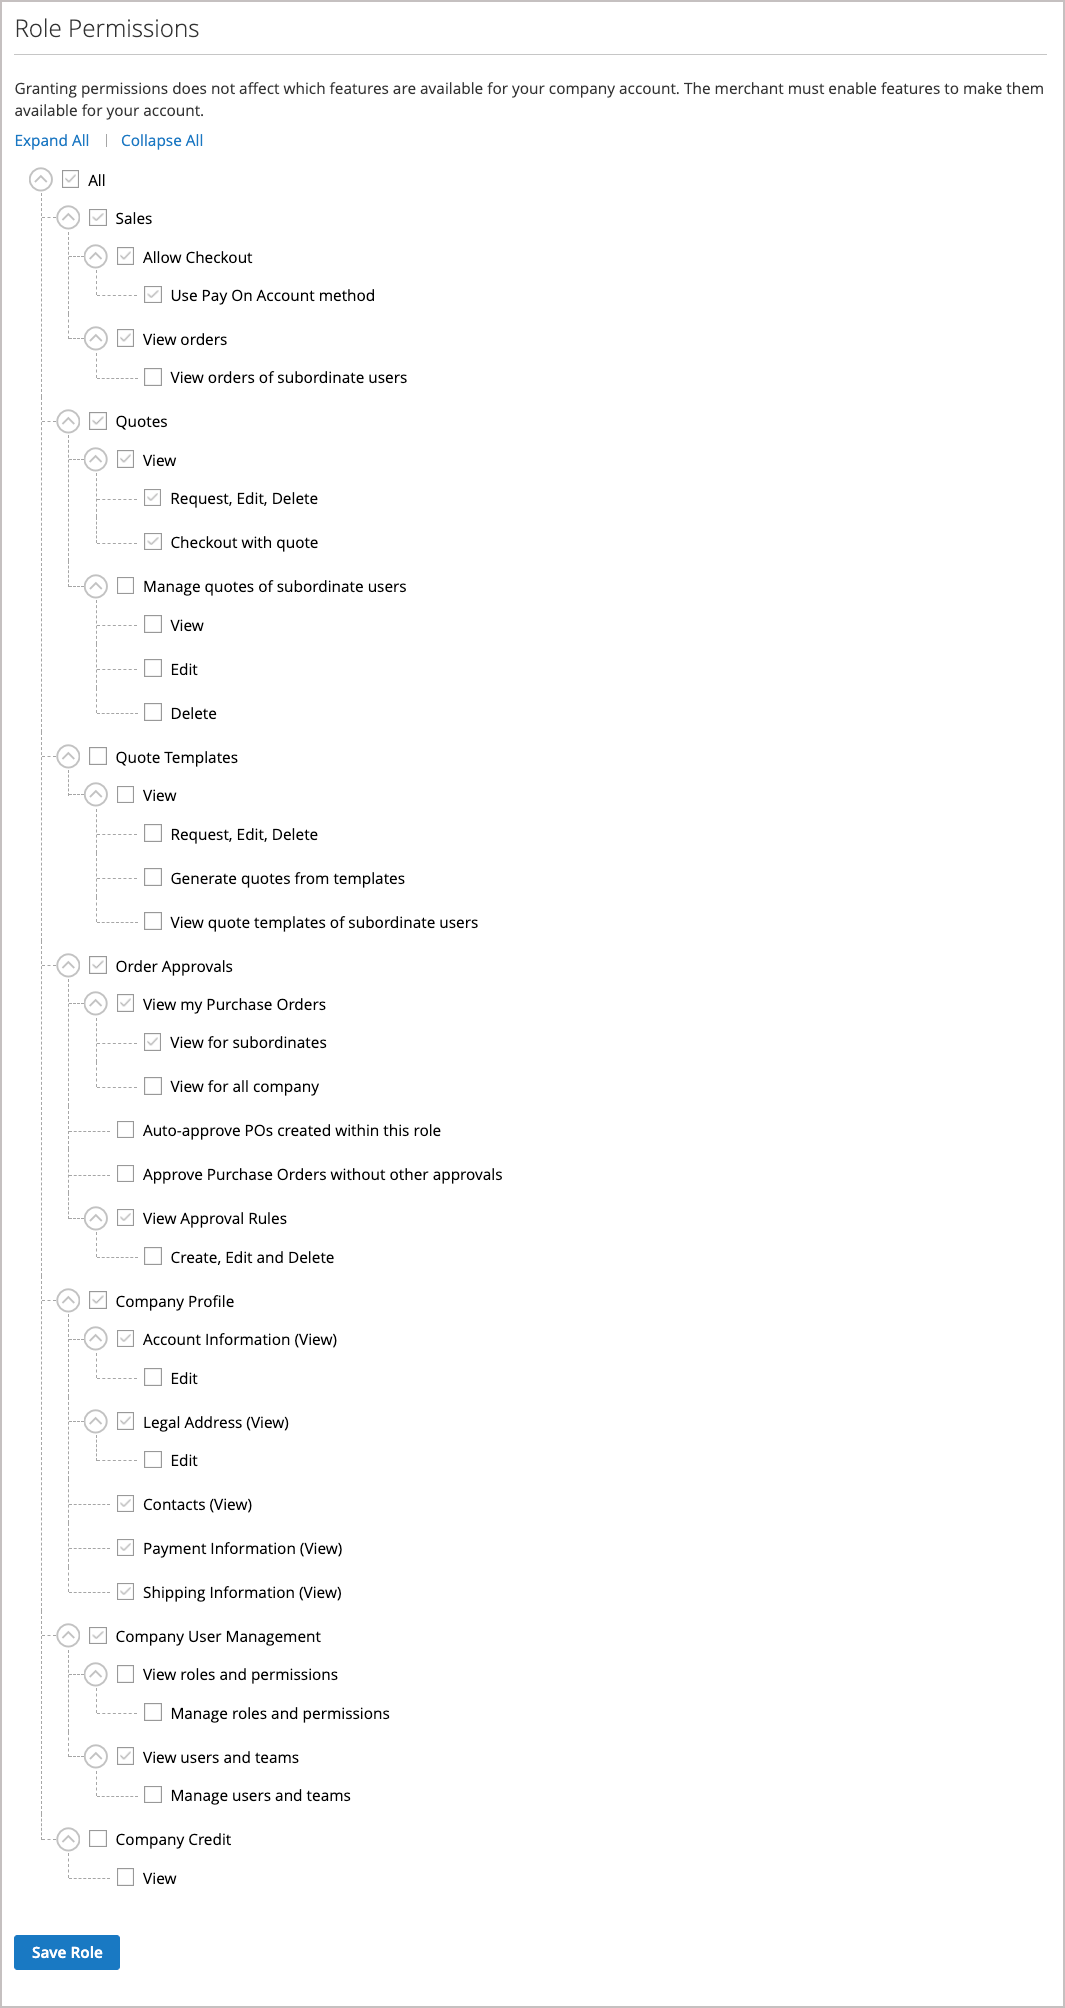 Role Permissions
Granting permissions does not affect which features are available for your company account. The merchant must enable features to make them
available for your account.
Expand All | Collapse All
All
Sales
Allow Checkout
Use Pay On Account method
View orders
View orders of subordinate users
Quotes
View
Request, Edit, Delete
Checkout with quote
Manage quotes of subordinate users
View
Edit
Delete
Quote Templates
View
Request, Edit, Delete
Generate quotes from templates
View quote templates of subordinate users
Order Approvals
View my Purchase Orders
View for subordinates
View for all company
Auto-approve POs created within this role
Approve Purchase Orders without other approvals
View Approval Rules
Create, Edit and Delete
Company Profile
Account Information (View)
Edit
Legal Address (View)
Edit
Contacts (View)
Payment Information (View)
Shipping Information (View)
Company User Management
View roles and permissions
Manage roles and permissions
View users and teams
Manage users and teams
Company Credit
View
Save Role